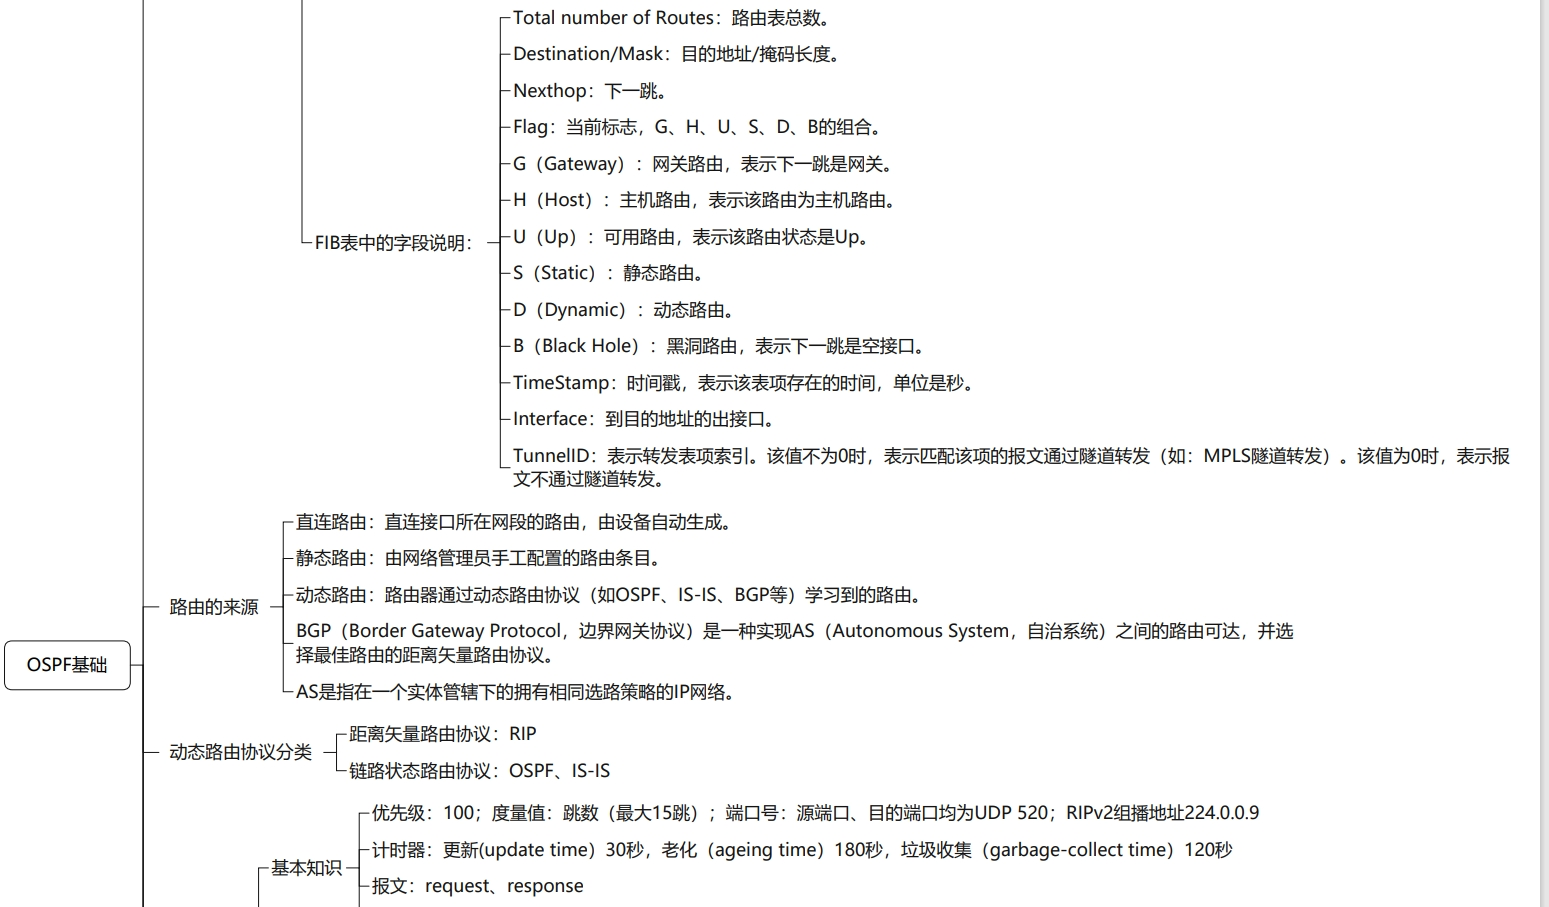 Total number of Routes：路由表总数。
Destination/Mask：目的地址/掩码长度。
Nexthop：下一跳。
Flag：当前标志，G、H、U、S、D、B的组合。
G（Gateway）：网关路由，表示下一跳是网关。
H（Host）：主机路由，表示该路由为主机路由。
FIB表中的字段说明：
U（Up）：可用路由，表示该路由状态是Up。
S（Static）：静态路由。
D（Dynamic）：动态路由。
B（Black Hole）：黑洞路由，表示下一跳是空接口。
TimeStamp：时间戳，表示该表项存在的时间，单位是秒。
Interface：到目的地址的出接口。
TunnelID：表示转发表项索引。该值不为0时，表示匹配该项的报文通过隧道转发（如：MPLS隧道转发）。该值为0时，表示报
文不通过隧道转发。
直连路由：直连接口所在网段的路由，由设备自动生成。
静态路由：由网络管理员手工配置的路由条目。
路由的来源
动态路由：路由器通过动态路由协议（如OSPF、IS-IS、BGP等）学习到的路由。
BGP（Border Gateway Protocol，边界网关协议）是一种实现AS（Autonomous System，自治系统）之间的路由可达，并选
择最佳路由的距离矢量路由协议。
AS是指在一个实体管辖下的拥有相同选路策略的IP网络。
OSPF基础
动态路由协议分类
距离矢量路由协议：RIP
链路状态路由协议：OSPF、IS-IS
基本知识
优先级：100；度量值：跳数（最大15跳）；端口号：源端口、目的端口均为UDP 520；RIPv2组播地址224.0.0.9
计时器：更新(update time）30秒，老化（ageing time）180秒，垃圾收集（garbage-collect time）120秒
报文：request、response